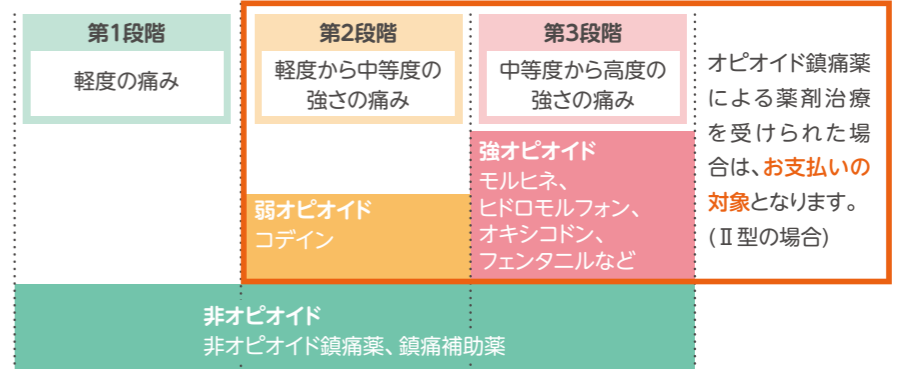 第1段階
軽度の痛み
第2段階
軽度から中等度の
強さの痛み
第3段階
中等度から高度の
強さの痛み
オピオイド鎮痛薬
による薬剤治療
を受けられた場
合は、お支払いの
対象となります。
(Ⅱ型の場合)
弱オピオイド
コデイン
強オピオイド
モルヒネ、
ヒドロモルフォン、
オキシコドン、
フェンタニルなど
非オピオイド
非オピオイド鎮痛薬、鎮痛補助薬